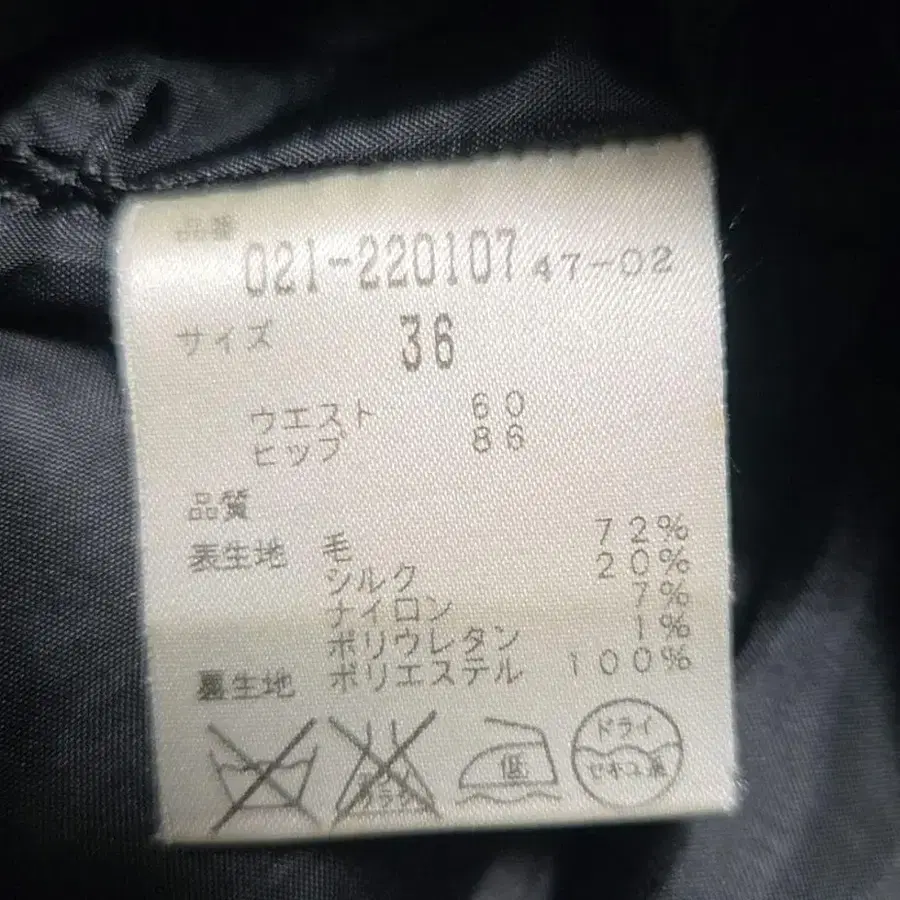 品番
021-220107 47-02
サイズ 36
ウエスト 60
ヒップ 86
品質
表生地 毛 72%
シルク 20%
ナイロン 7%
ポリウレタン 1%
裏生地 ポリエステル 100%
低
ドライ
セキユ系